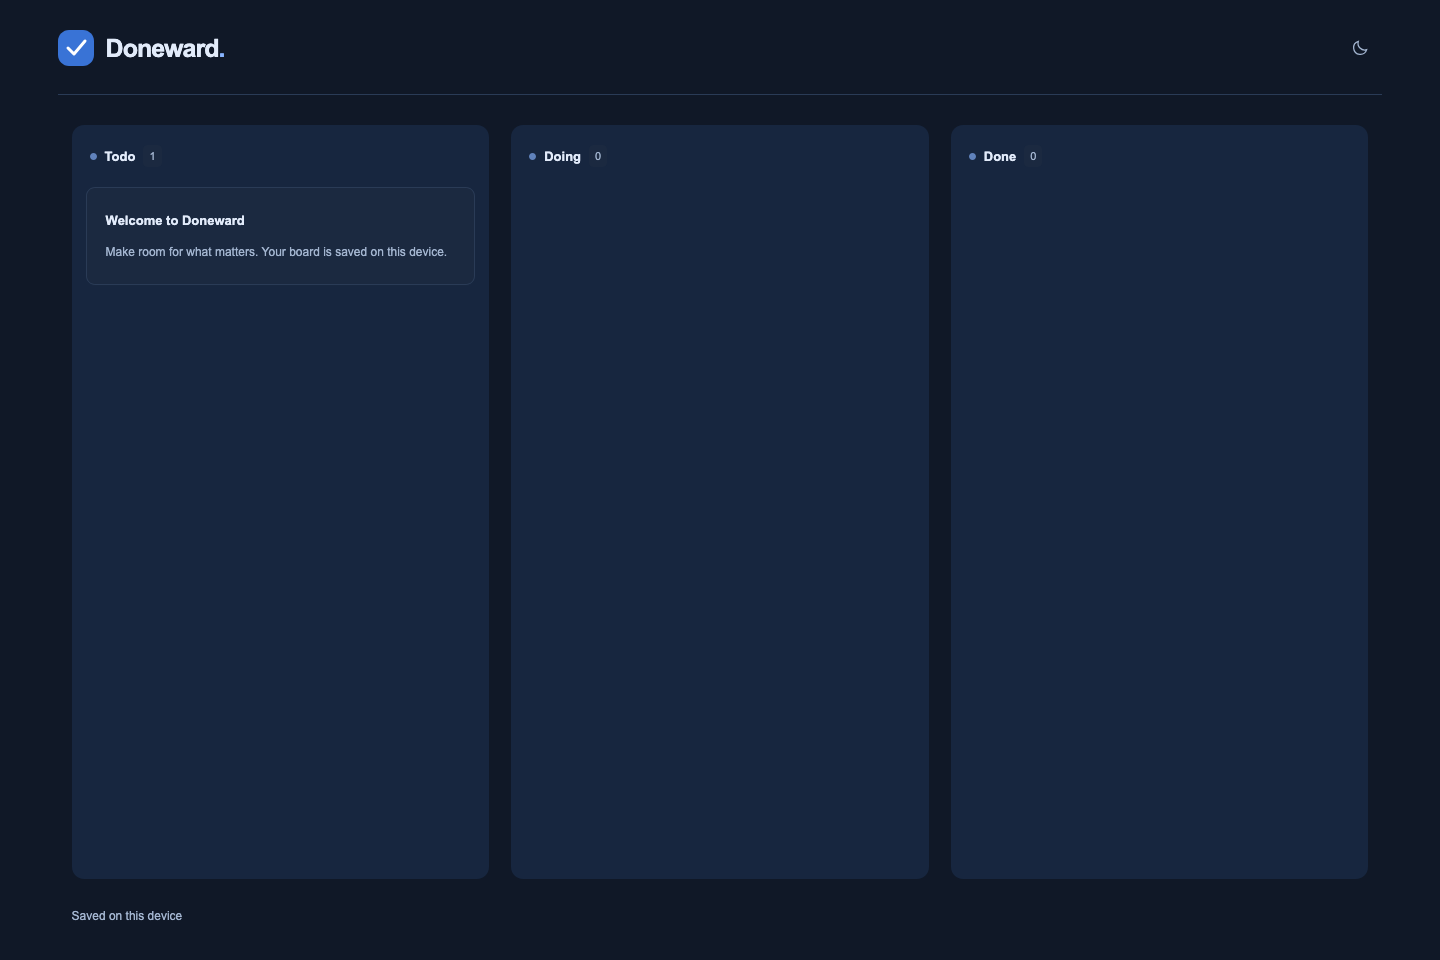 Doneward.
Todo 1
Welcome to Doneward
Make room for what matters. Your board is saved on this device.
Doing 0
Done 0
Saved on this device